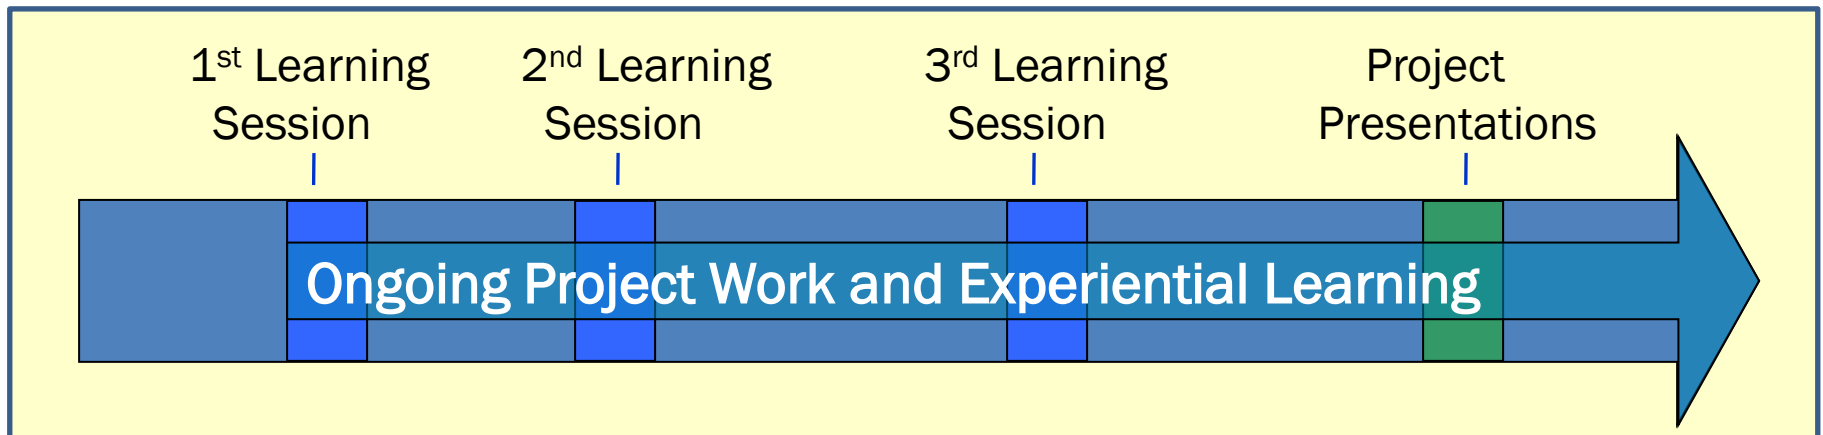 1st Learning
Session
2nd Learning
Session
3rd Learning
Session
Project
Presentations
Ongoing Project Work and Experiential Learning